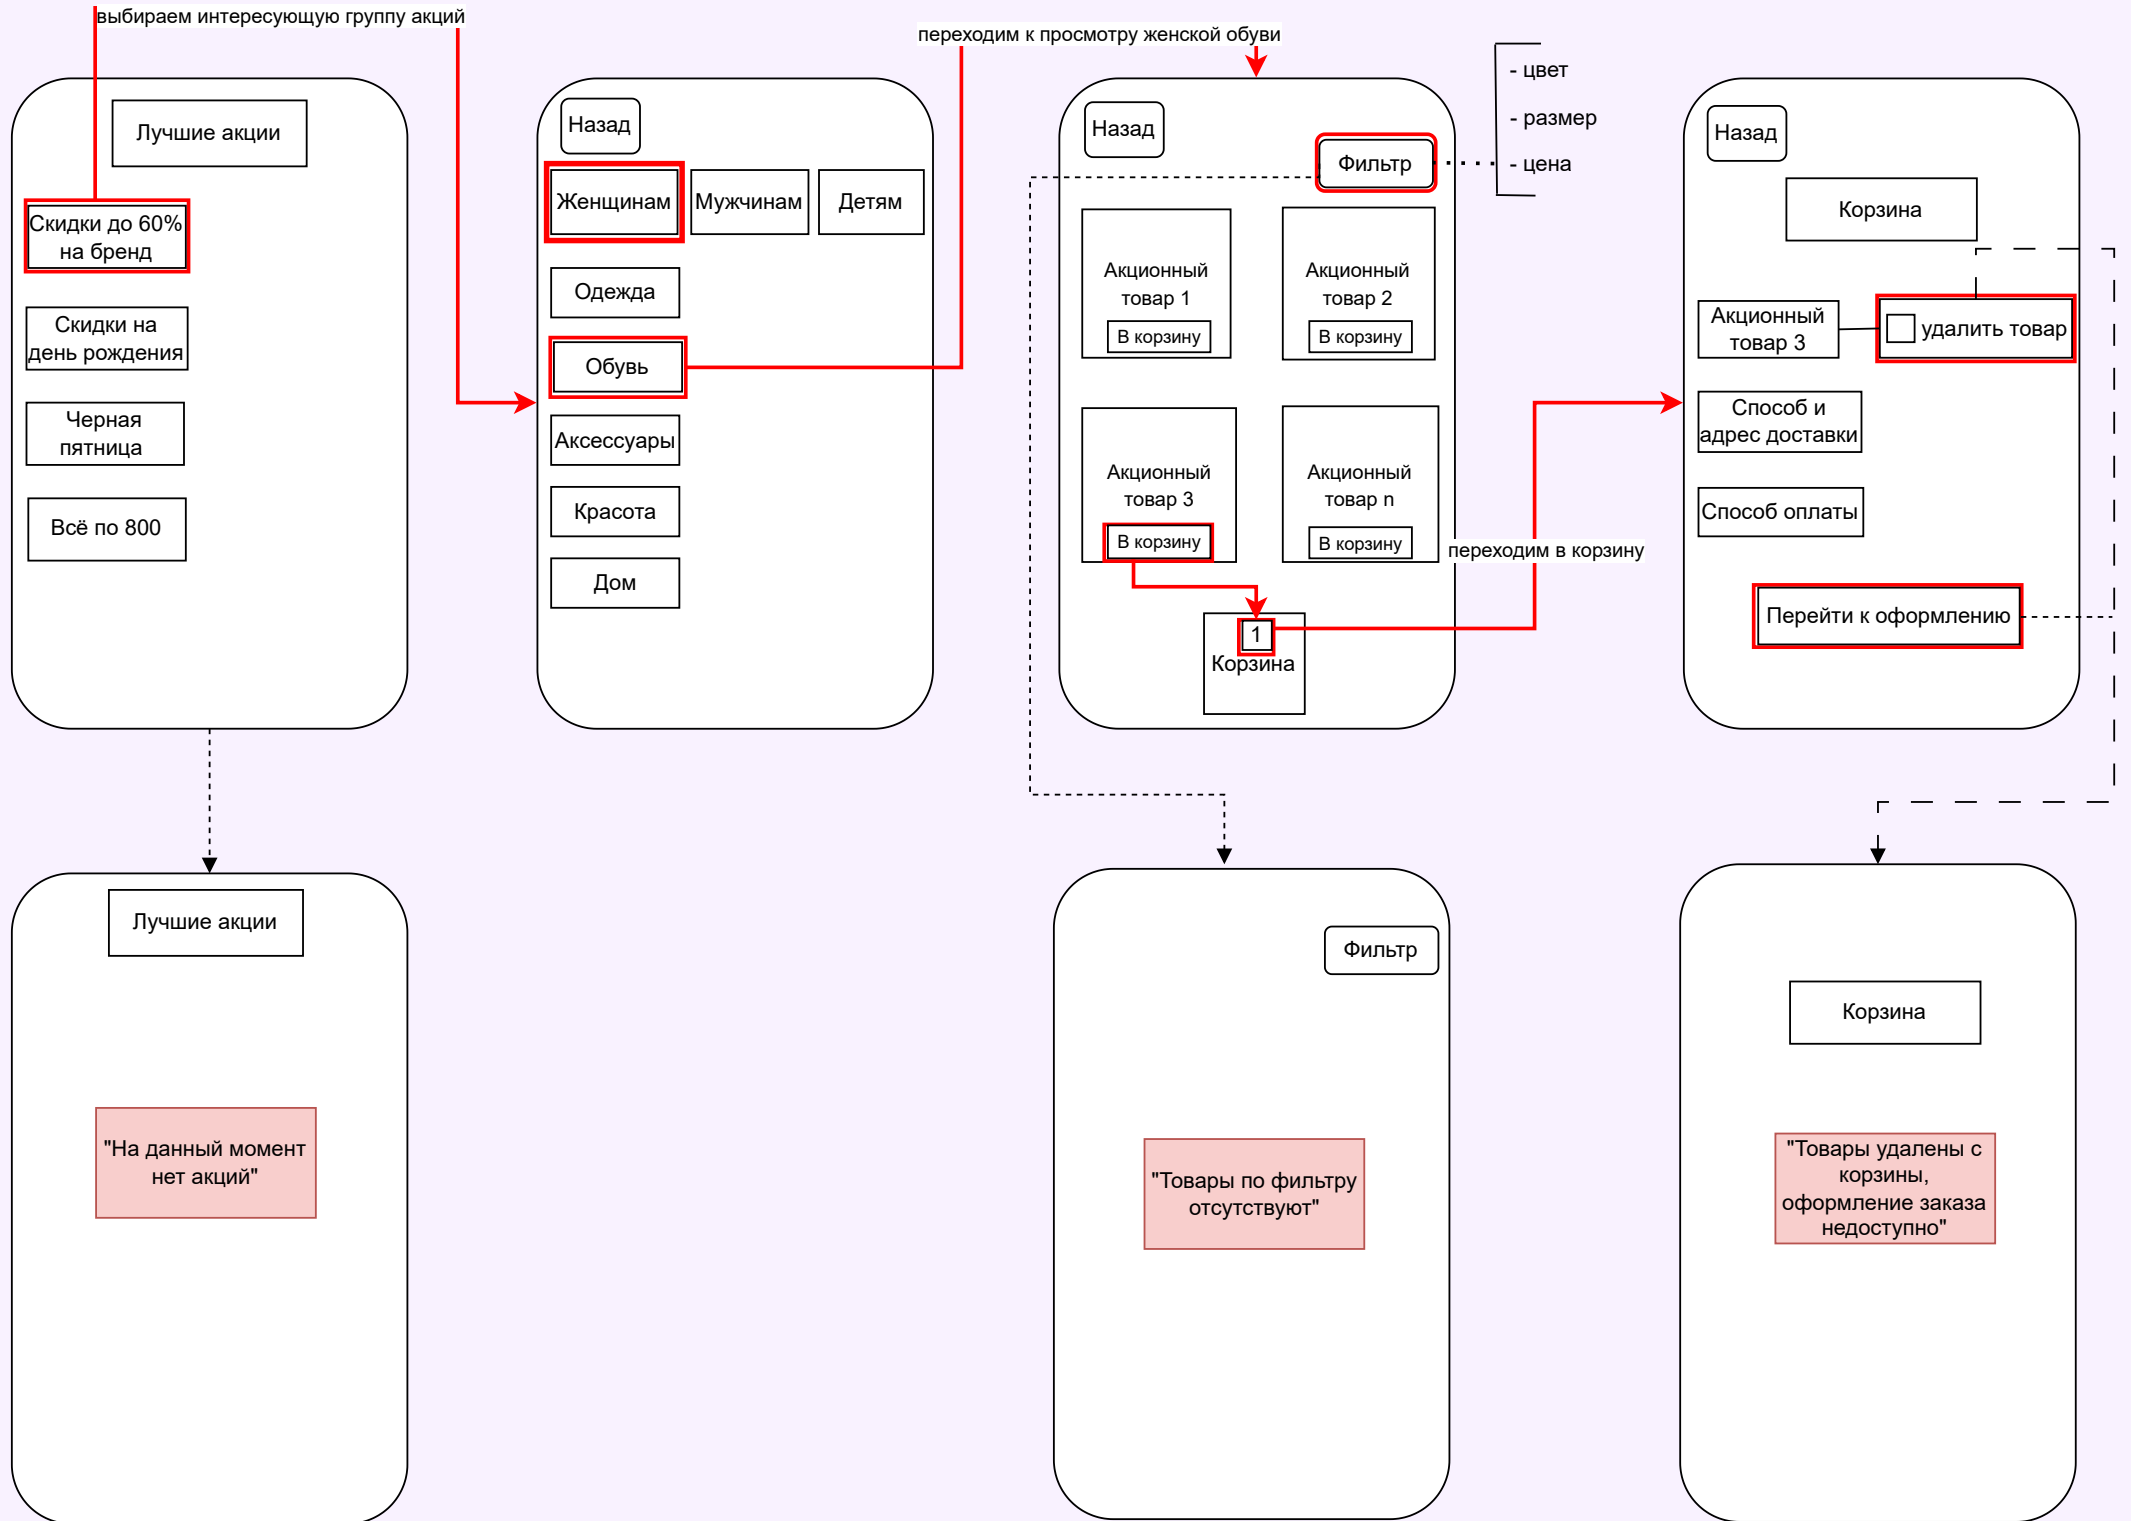 выбираем интересующую группу акций
Лучшие акции
Скидки до 60%
на бренд
Скидки на
день рождения
Черная
пятница
Всё по 800
Назад
Женщинам
Мужчинам
Детям
Одежда
Обувь
Аксессуары
Красота
Дом
переходим к просмотру женской обуви
Назад
Фильтр
- цвет
- размер
- цена
Акционный
товар 1
В корзину
Акционный
товар 2
В корзину
Акционный
товар 3
В корзину
Акционный
товар n
В корзину
1
Корзина
переходим в корзину
Назад
Корзина
Акционный
товар 3
удалить товар
Способ и
адрес доставки
Способ оплаты
Перейти к оформлению
Лучшие акции
"На данный момент
нет акций"
Фильтр
"Товары по фильтру
отсутствуют"
Корзина
"Товары удалены с
корзины,
оформление заказа
недоступно"